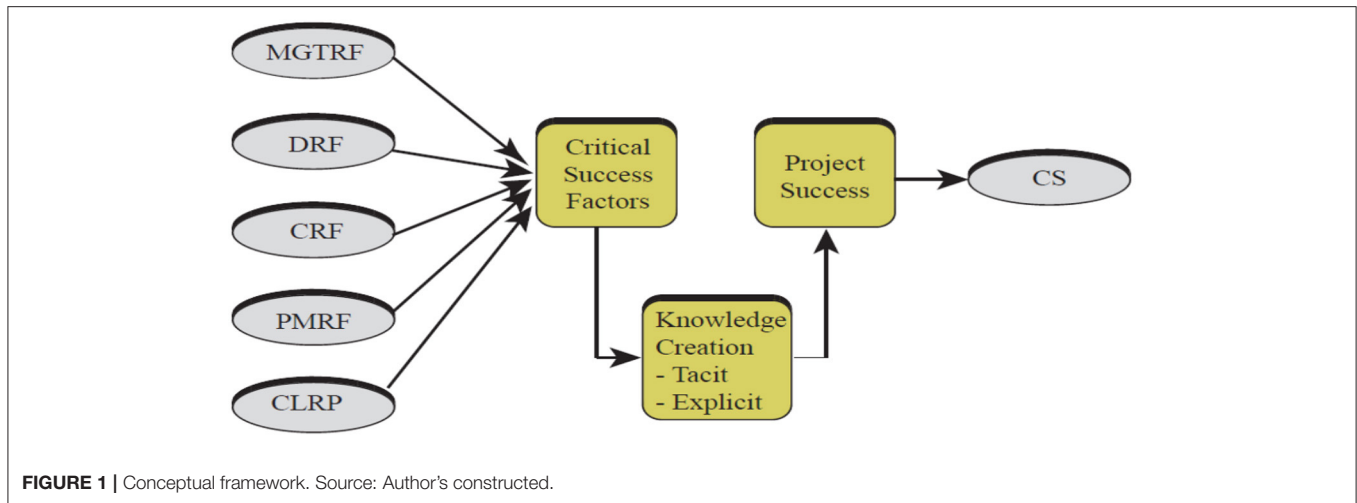 MGTRF
DRF
CRF
PMRF
CLRP
Critical
Success
Factors
Knowledge
Creation
- Tacit
- Explicit
Project
Success
CS
FIGURE 1 | Conceptual framework. Source: Author's constructed.